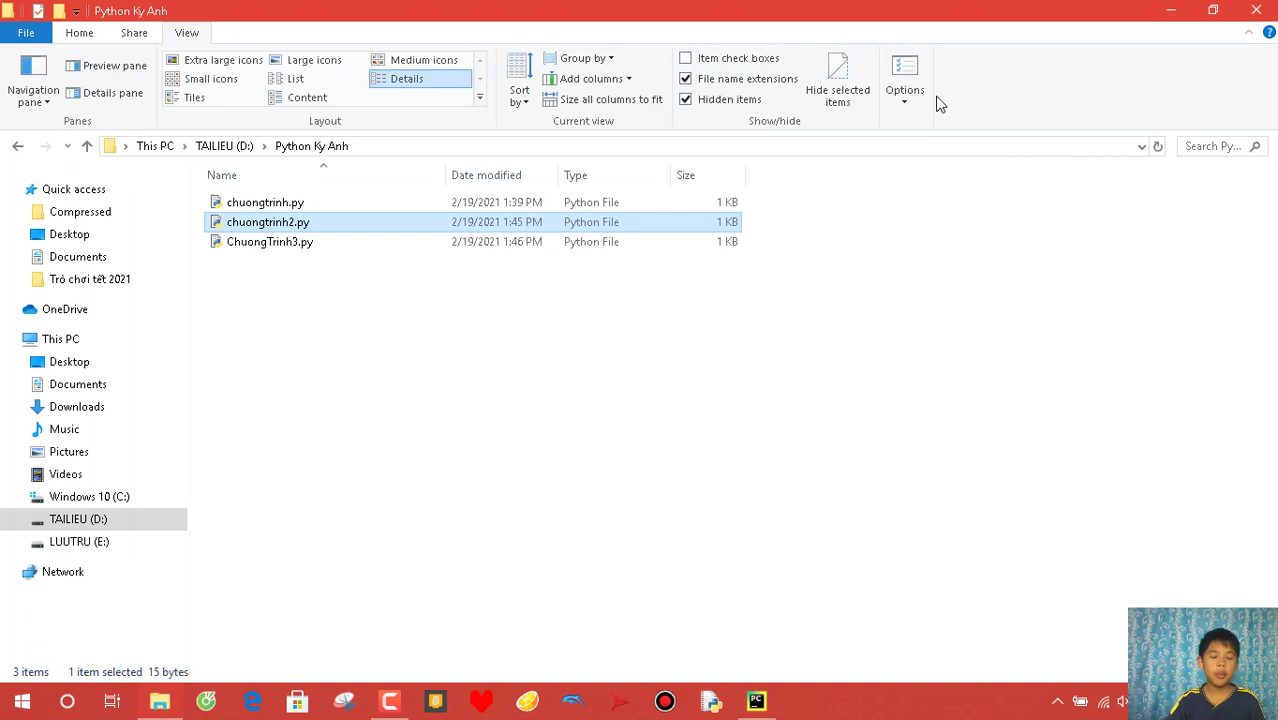 Python Ky Anh
File Home Share View
Navigation pane
Preview pane
Details pane
Panes
Extra large icons Large icons Medium icons
Small icons List Details
Tiles Content
Layout
Sort by
Group by
Add columns
Size all columns to fit
Current view
Item check boxes
File name extensions
Hidden items
Hide selected items
Show/hide
Options
This PC TAILIEU (D:) Python Ky Anh
Search Py...
Name Date modified Type Size
chuongtrinh.py 2/19/2021 1:39 PM Python File 1 KB
chuongtrinh2.py 2/19/2021 1:45 PM Python File 1 KB
ChuongTrinh3.py 2/19/2021 1:46 PM Python File 1 KB
Quick access
Compressed
Desktop
Documents
Trò chơi tết 2021
OneDrive
This PC
Desktop
Documents
Downloads
Music
Pictures
Videos
Windows 10 (C:)
TAILIEU (D:)
LUUTRU (E:)
Network
3 items 1 item selected 15 bytes
PC